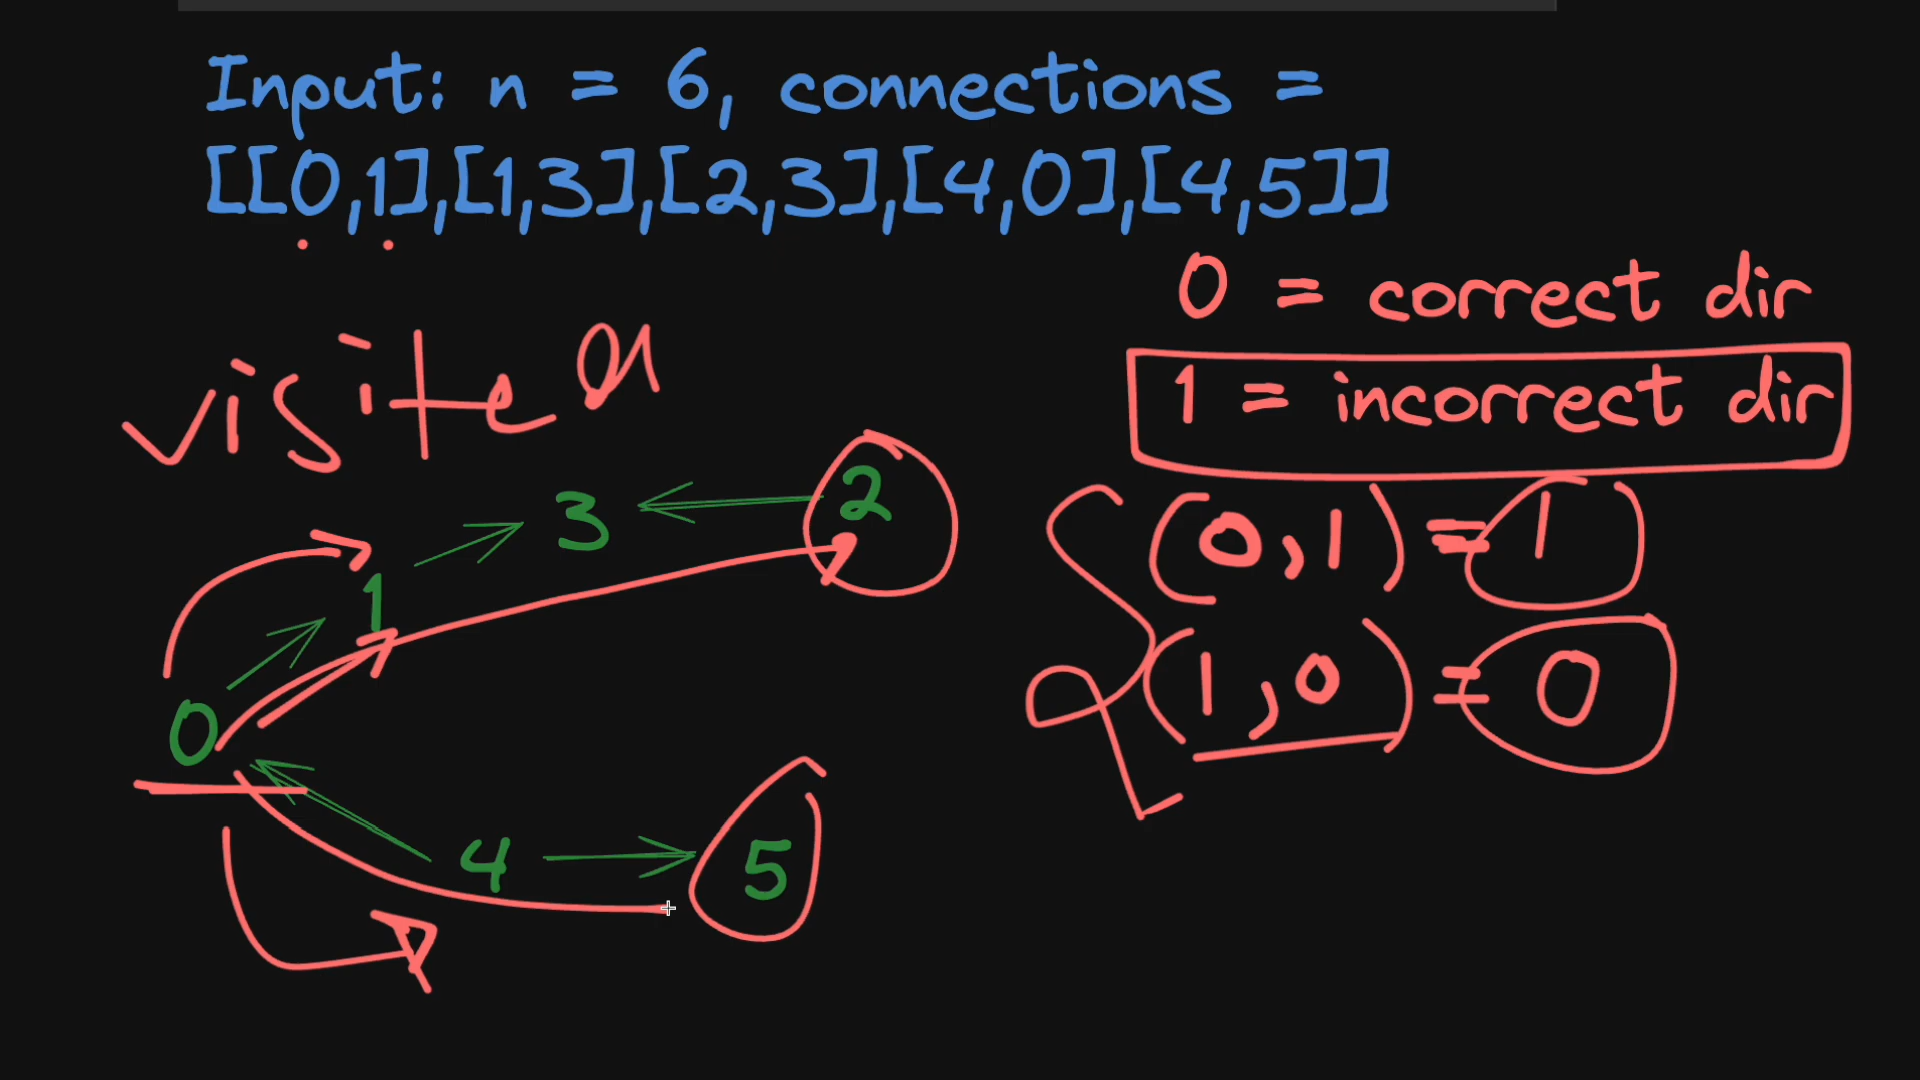 Input: n = 6, connections =
[[0,1],[1,3],[2,3],[4,0],[4,5]]
0 = correct dir
1 = incorrect dir
visited
3 2
1
0
4 5
(0,1) = 1
(1,0) = 0